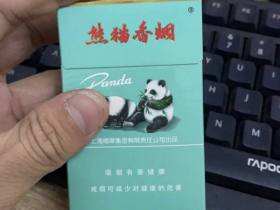 熊猫香烟®
Panda
上海烟草集团有限责任公司出品
吸烟有害健康
戒烟可减少对健康的危害